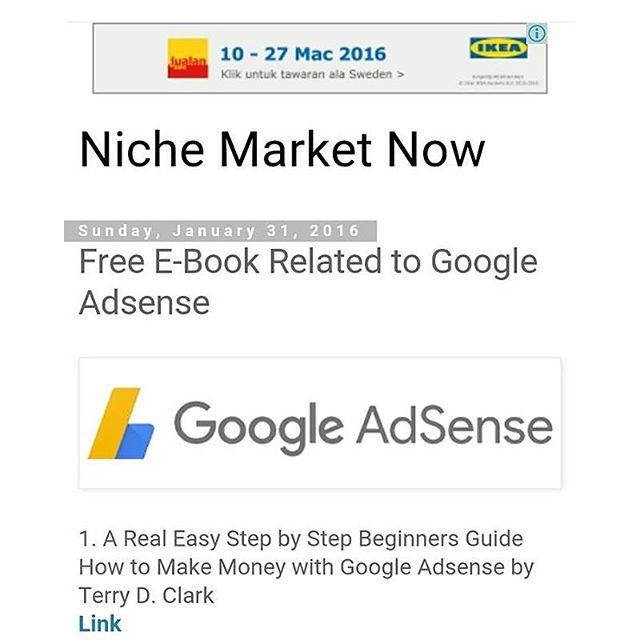 jualan
10 - 27 Mac 2016
Klik untuk tawaran ala Sweden >
IKEA
Niche Market Now
Sunday, January 31, 2016
Free E-Book Related to Google
Adsense
Google AdSense
1. A Real Easy Step by Step Beginners Guide
How to Make Money with Google Adsense by
Terry D. Clark
Link